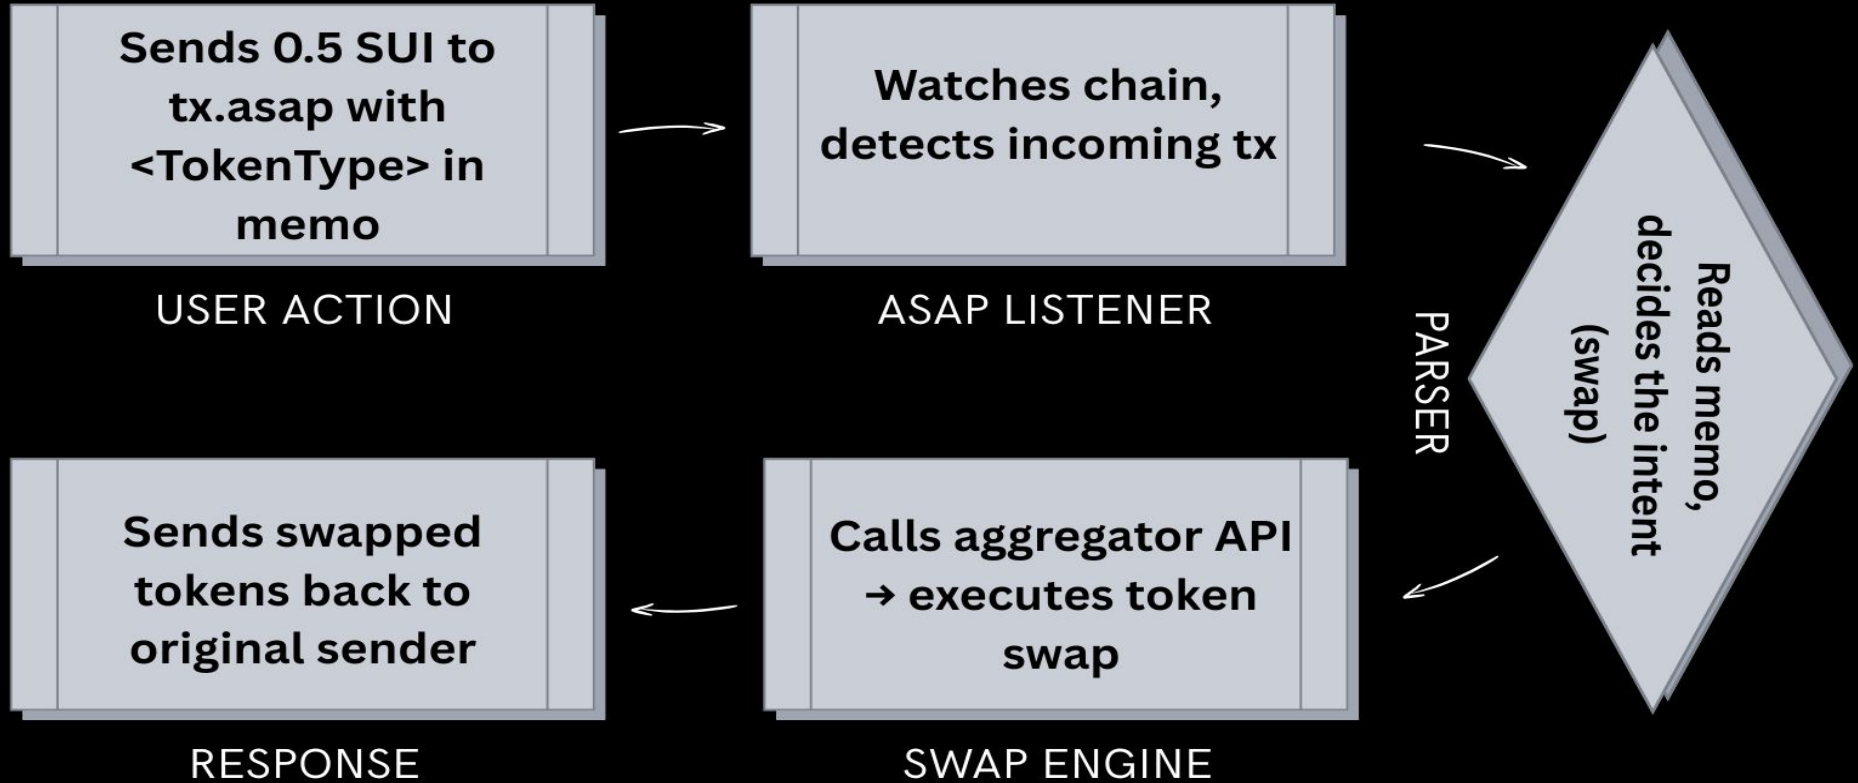 Sends 0.5 SUI to
tx.asap with
<TokenType> in
memo
USER ACTION
Watches chain,
detects incoming tx
ASAP LISTENER
Reads memo,
decides the intent
(swap)
PARSER
Calls aggregator API
→ executes token
swap
SWAP ENGINE
Sends swapped
tokens back to
original sender
RESPONSE